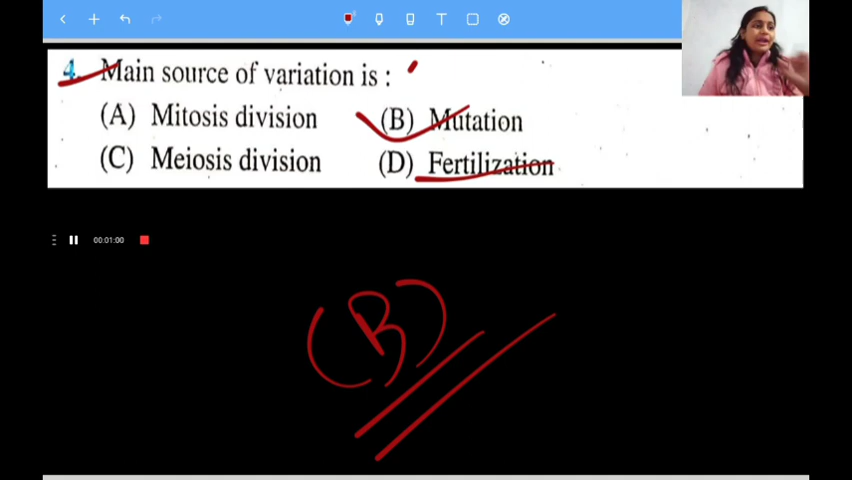 4. Main source of variation is :
(A) Mitosis division (B) Mutation
(C) Meiosis division (D) Fertilization
00:01:00
(B)